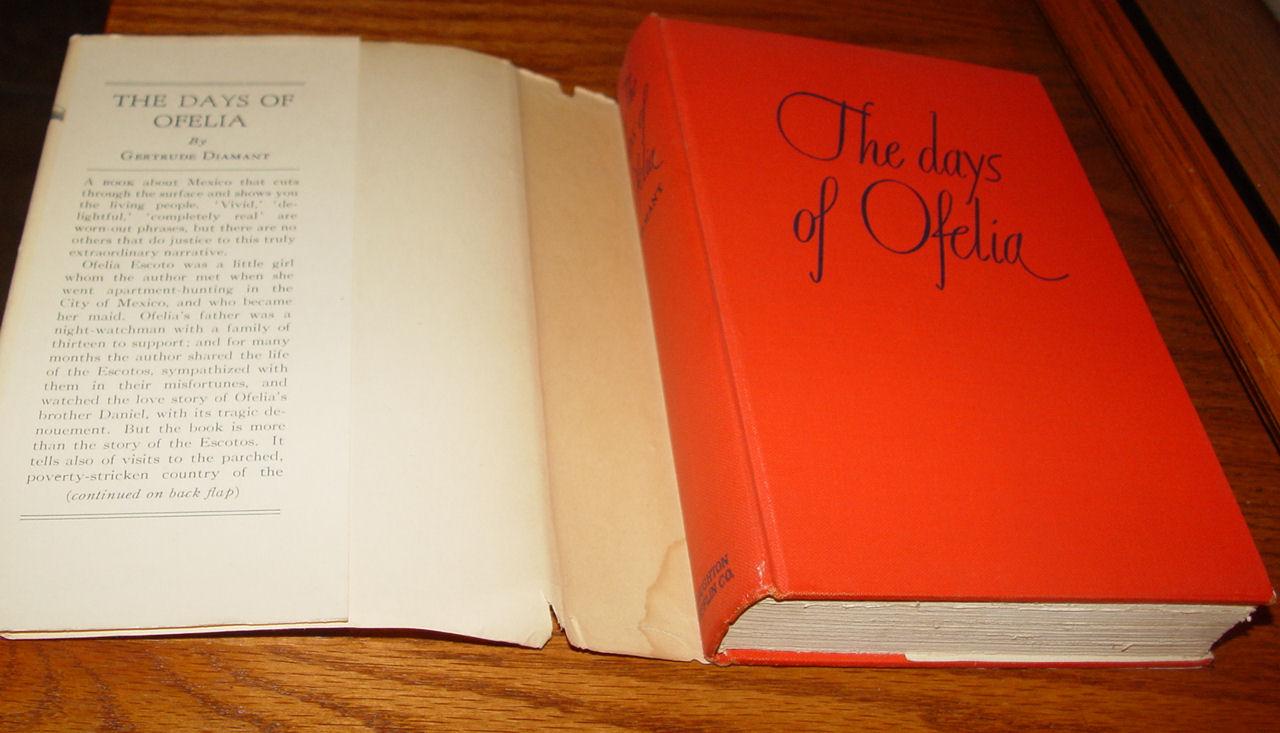 THE DAYS OF
OFELIA
By
GERTRUDE DIAMANT
A BOOK about Mexico that cuts
through the surface and shows you
the living people. 'Vivid,' 'de-
lightful,' 'completely real' are
worn-out phrases, but there are no
others that do justice to this truly
extraordinary narrative.
Ofelia Escoto was a little girl
whom the author met when she
went apartment-hunting in the
City of Mexico, and who became
her maid. Ofelia's father was a
night-watchman with a family of
thirteen to support; and for many
months the author shared the life
of the Escotos, sympathized with
them in their misfortunes, and
watched the love story of Ofelia's
brother Daniel, with its tragic de-
nouement. But the book is more
than the story of the Escotos. It
tells also of visits to the parched,
poverty-stricken country of the
(continued on back flap)
The days
of Ofelia